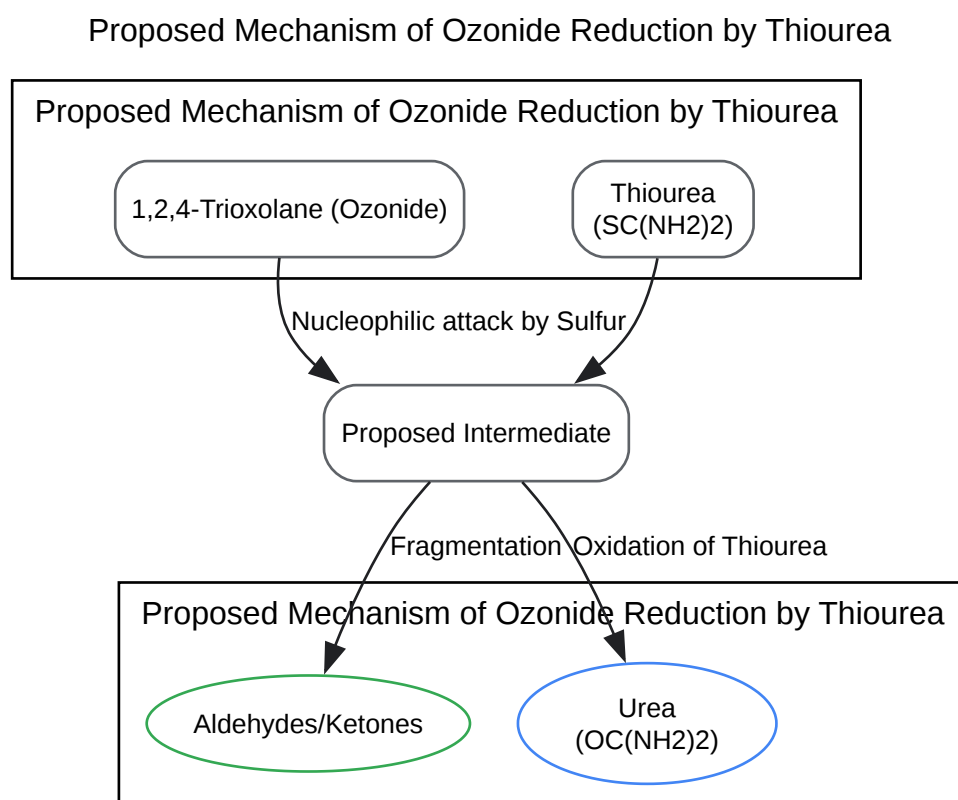 Proposed Mechanism of Ozonide Reduction by Thiourea
Proposed Mechanism of Ozonide Reduction by Thiourea
1,2,4-Trioxolane (Ozonide)
Thiourea
(SC(NH2)2)
Nucleophilic attack by Sulfur
Proposed Intermediate
Fragmentation
Oxidation of Thiourea
Proposed Mechanism of Ozonide Reduction by Thiourea
Aldehydes/Ketones
Urea
(OC(NH2)2)